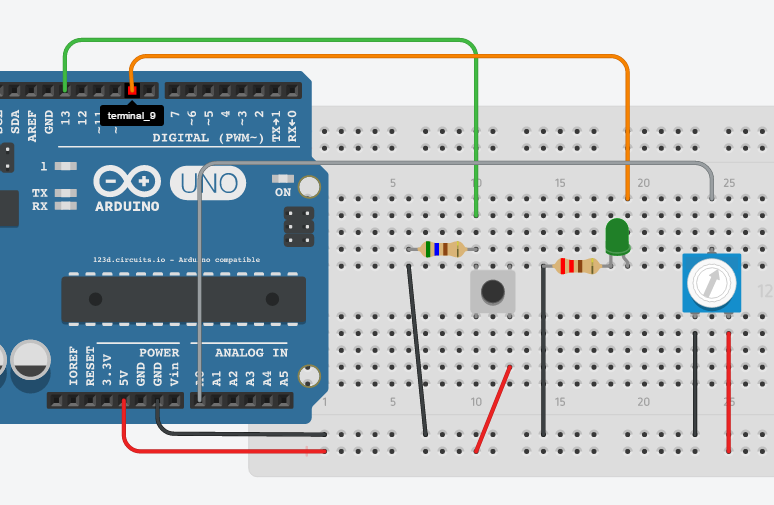 SDA
AREF
GND
13
12
~11
terminal_9
7
~6
~5
4
~3
2
TX→1
RX←0
DIGITAL (PWM~)
1
TX
RX
UNO
ON
ARDUINO
123d.circuits.io - Arduino compatible
5
10
15
20
25
12
POWER
ANALOG IN
IOREF
RESET
3.3V
5V
GND
GND
Vin
A0
A1
A2
A3
A4
A5
1
5
10
15
20
25